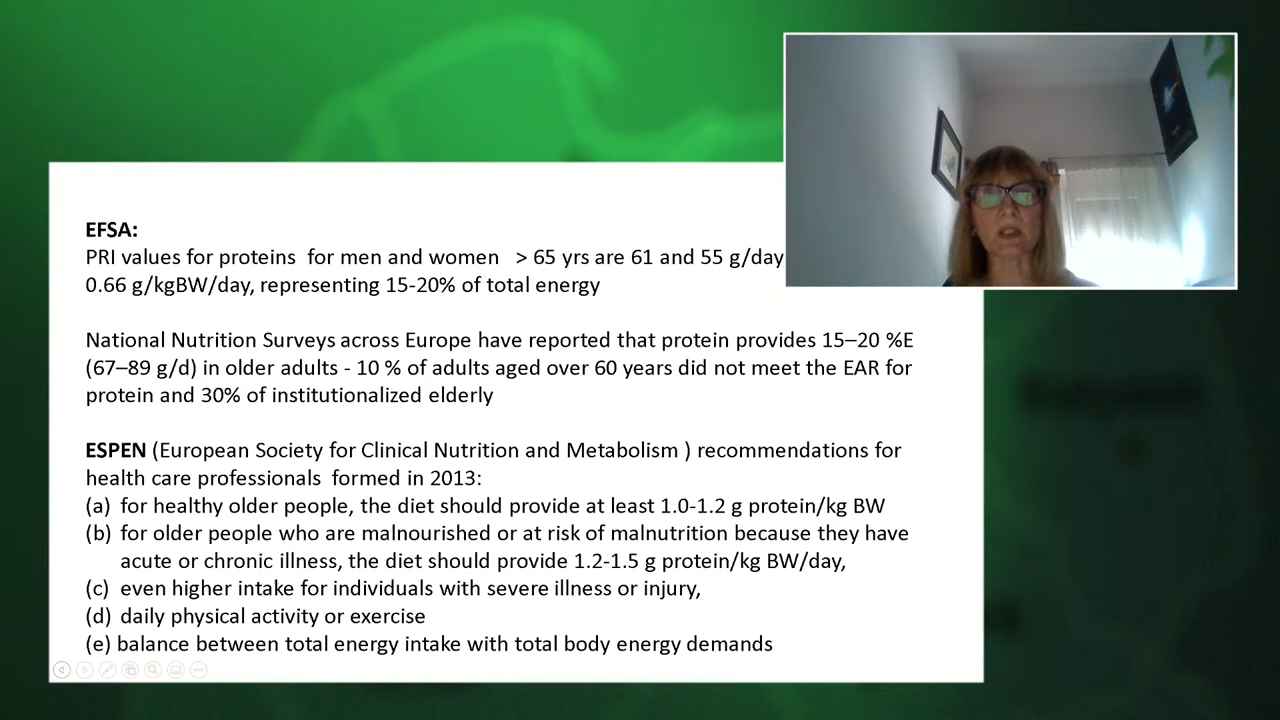 EFSA:
PRI values for proteins for men and women > 65 yrs are 61 and 55 g/day
0.66 g/kgBW/day, representing 15-20% of total energy
National Nutrition Surveys across Europe have reported that protein provides 15–20 %E
(67–89 g/d) in older adults - 10 % of adults aged over 60 years did not meet the EAR for
protein and 30% of institutionalized elderly
ESPEN (European Society for Clinical Nutrition and Metabolism ) recommendations for
health care professionals formed in 2013:
(a) for healthy older people, the diet should provide at least 1.0-1.2 g protein/kg BW
(b) for older people who are malnourished or at risk of malnutrition because they have
acute or chronic illness, the diet should provide 1.2-1.5 g protein/kg BW/day,
(c) even higher intake for individuals with severe illness or injury,
(d) daily physical activity or exercise
(e) balance between total energy intake with total body energy demands